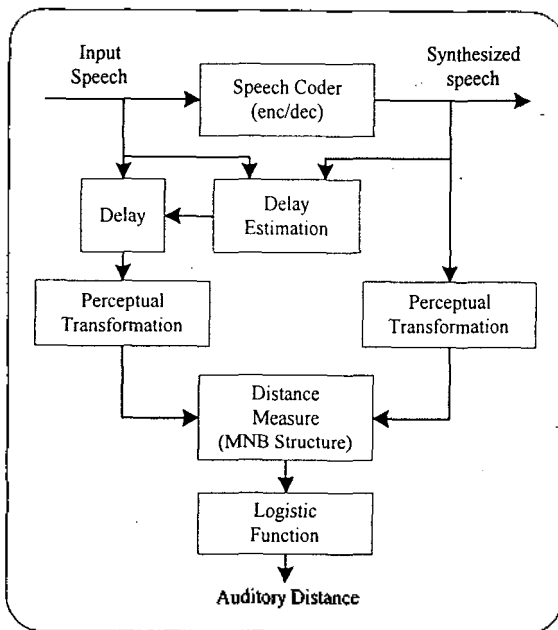 Input
Speech
Synthesized
speech
Speech Coder
(enc/dec)
Delay
Delay
Estimation
Perceptual
Transformation
Perceptual
Transformation
Distance
Measure
(MNB Structure)
Logistic
Function
Auditory Distance